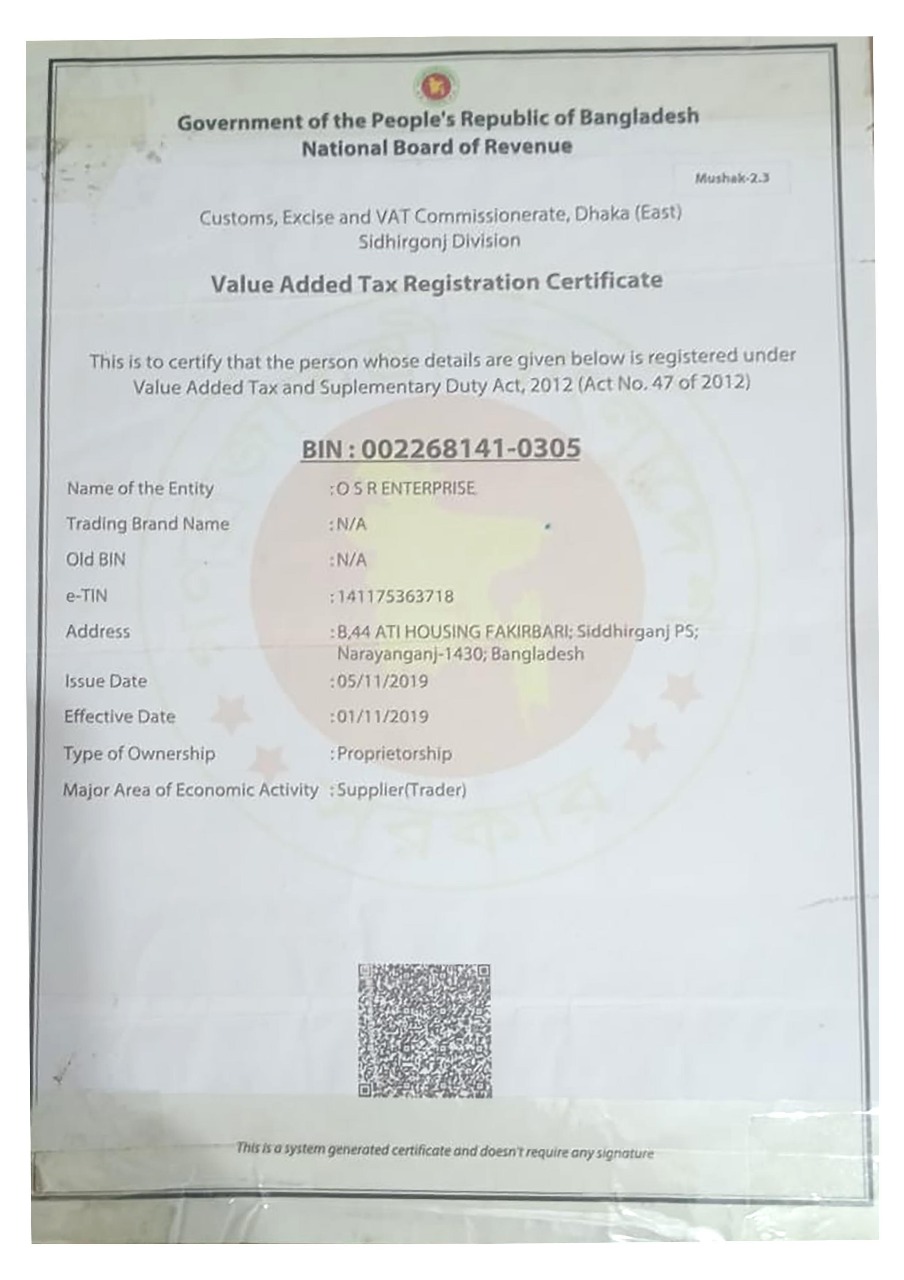 Government of the People's Republic of Bangladesh
National Board of Revenue
Mushak-2.3
Customs, Excise and VAT Commissionerate, Dhaka (East)
Sidhirgonj Division
Value Added Tax Registration Certificate
This is to certify that the person whose details are given below is registered under
Value Added Tax and Suplementary Duty Act, 2012 (Act No. 47 of 2012)
BIN : 002268141-0305
Name of the Entity : O S R ENTERPRISE
Trading Brand Name : N/A
Old BIN : N/A
e-TIN : 141175363718
Address : B,44 ATI HOUSING FAKIRBARI; Siddhirganj PS;
Narayanganj-1430; Bangladesh
Issue Date : 05/11/2019
Effective Date : 01/11/2019
Type of Ownership : Proprietorship
Major Area of Economic Activity : Supplier(Trader)
This is a system generated certificate and doesn't require any signature